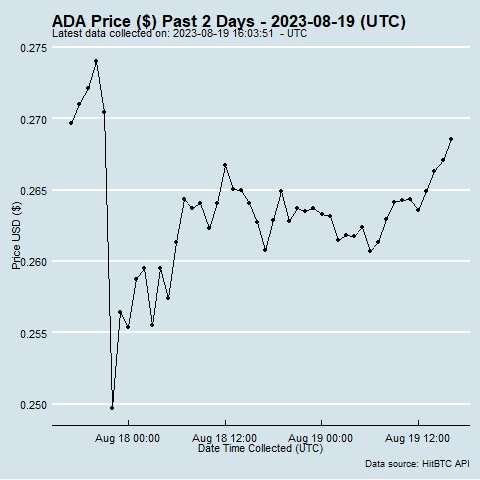 ADA Price ($) Past 2 Days - 2023-08-19 (UTC)
Latest data collected on: 2023-08-19 16:03:51  - UTC
0.275
0.270
0.265
0.260
0.255
0.250
Price USD ($)
Aug 18 00:00
Aug 18 12:00
Aug 19 00:00
Aug 19 12:00
Date Time Collected (UTC)
Data source: HitBTC API